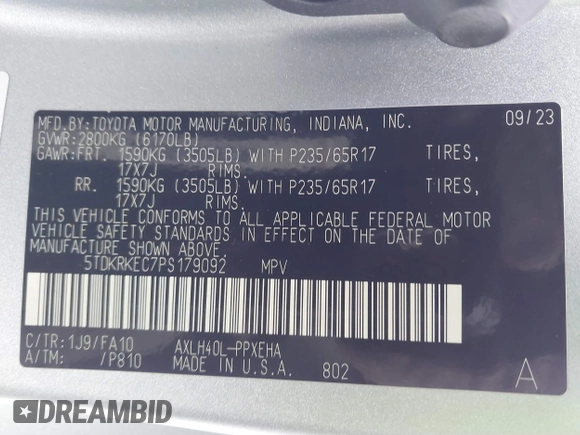 MFD.BY:TOYOTA MOTOR MANUFACTURING, INDIANA, INC. 09/23
GVWR:2800KG (6170LB)
GAWR:FRT. 1590KG (3505LB) WITH P235/65R17 TIRES,
17X7J RIMS.
RR. 1590KG (3505LB) WITH P235/65R17 TIRES,
17X7J RIMS.
THIS VEHICLE CONFORMS TO ALL APPLICABLE FEDERAL MOTOR
VEHICLE SAFETY STANDARDS IN EFFECT ON THE DATE OF
MANUFACTURE SHOWN ABOVE.
5TDKRKEC7PS179092 MPV
C/TR:1J9/FA10 AXLH40L-PPXEHA
A/TM: /P810 MADE IN U.S.A. 802 A
DREAMBID